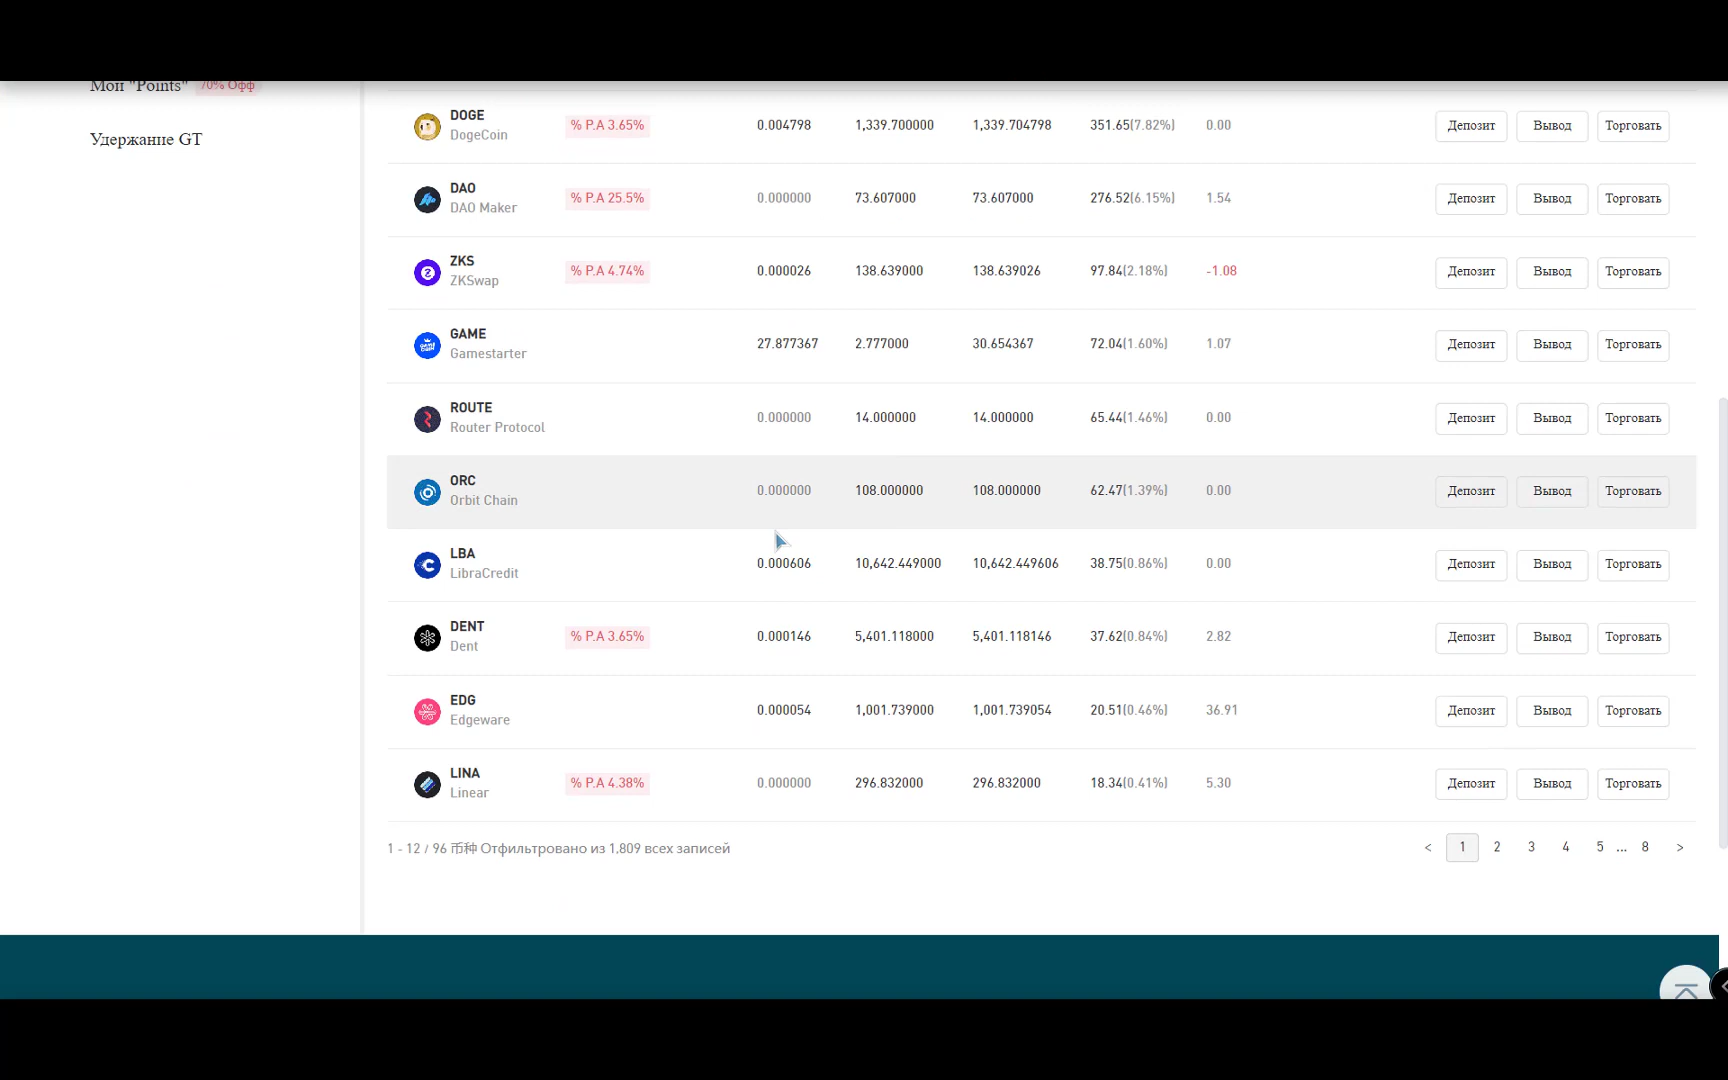 Мои "Points" 70% Офф
Удержание GT
DOGE
DogeCoin
% P.A 3.65% 0.004798 1,339.700000 1,339.704798 351.65(7.82%) 0.00 Депозит Вывод Торговать
DAO
DAO Maker
% P.A 25.5% 0.000000 73.607000 73.607000 276.52(6.15%) 1.54 Депозит Вывод Торговать
ZKS
ZKSwap
% P.A 4.74% 0.000026 138.639000 138.639026 97.84(2.18%) -1.08 Депозит Вывод Торговать
GAME
Gamestarter
27.877367 2.777000 30.654367 72.04(1.60%) 1.07 Депозит Вывод Торговать
ROUTE
Router Protocol
0.000000 14.000000 14.000000 65.44(1.46%) 0.00 Депозит Вывод Торговать
ORC
Orbit Chain
0.000000 108.000000 108.000000 62.47(1.39%) 0.00 Депозит Вывод Торговать
LBA
LibraCredit
0.000606 10,642.449000 10,642.449606 38.75(0.86%) 0.00 Депозит Вывод Торговать
DENT
Dent
% P.A 3.65% 0.000146 5,401.118000 5,401.118146 37.62(0.84%) 2.82 Депозит Вывод Торговать
EDG
Edgeware
0.000054 1,001.739000 1,001.739054 20.51(0.46%) 36.91 Депозит Вывод Торговать
LINA
Linear
% P.A 4.38% 0.000000 296.832000 296.832000 18.34(0.41%) 5.30 Депозит Вывод Торговать
1 - 12 / 96 币种 Отфильтровано из 1,809 всех записей
< 1 2 3 4 5 ... 8 >